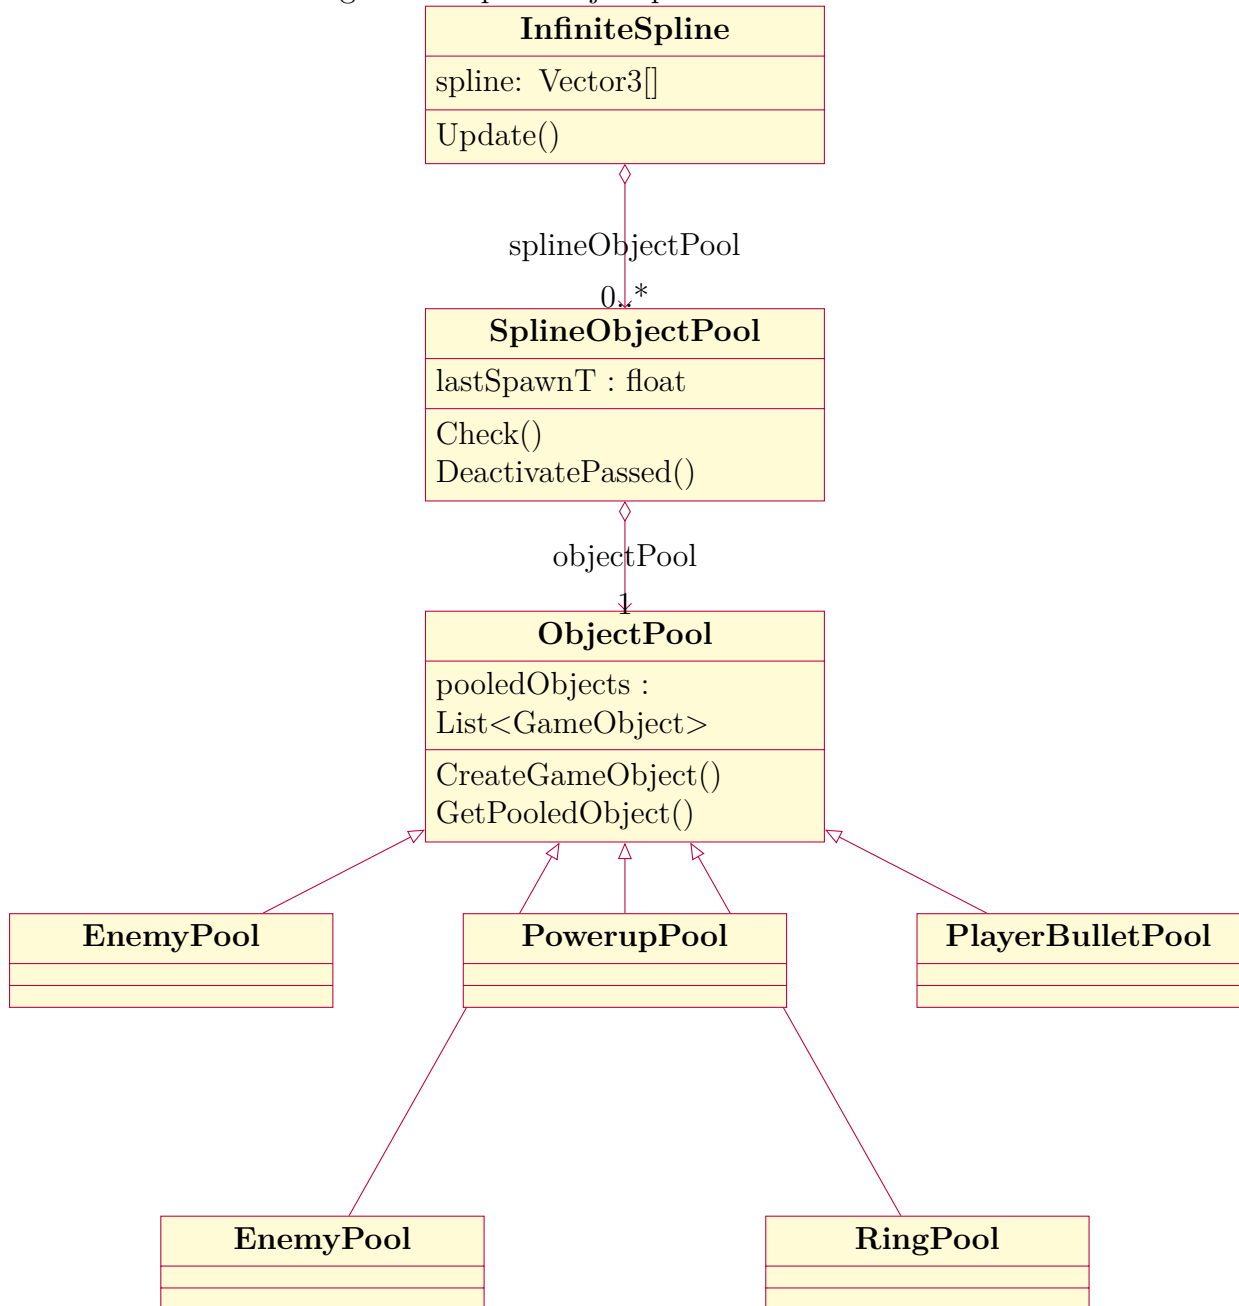 InfiniteSpline
spline: Vector3[]
Update()
splineObjectPool
0..*
SplineObjectPool
lastSpawnT : float
Check()
DeactivatePassed()
objectPool
1
ObjectPool
pooledObjects :
List<GameObject>
CreateGameObject()
GetPooledObject()
EnemyPool
PowerupPool
PlayerBulletPool
EnemyPool
RingPool